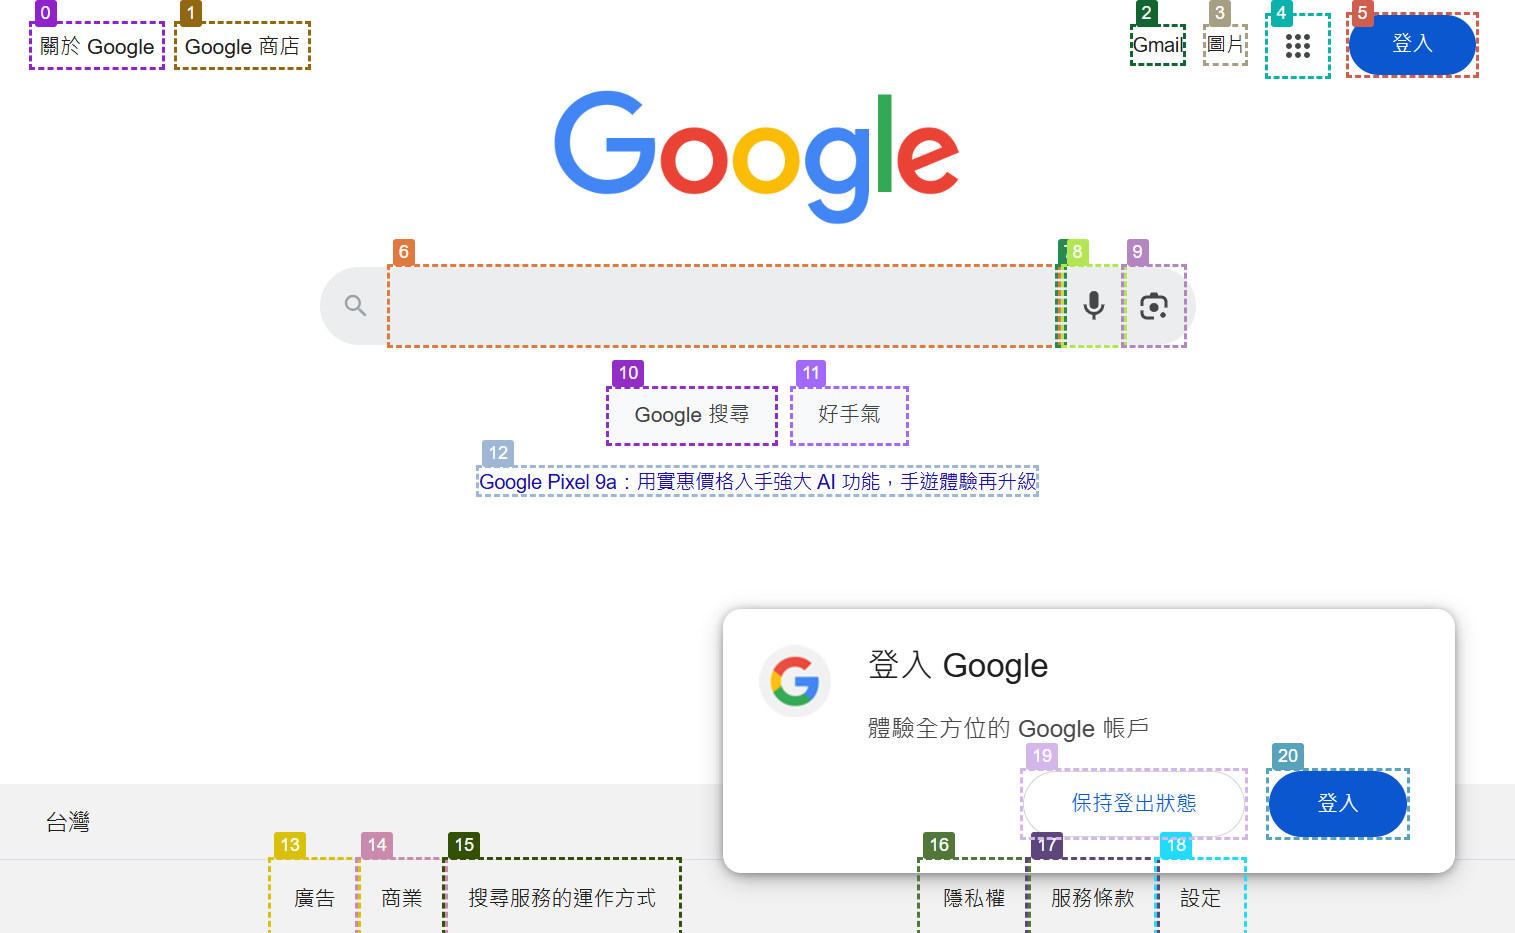 0 1 2 3 4 5
關於 Google Google 商店 Gmail 圖片 登入
Google
6 7 8 9
10 11
Google 搜尋 好手氣
12
Google Pixel 9a：用實惠價格入手強大 AI 功能，手遊體驗再升級
登入 Google
體驗全方位的 Google 帳戶
19 20
保持登出狀態 登入
台灣
13 14 15 16 17 18
廣告 商業 搜尋服務的運作方式 隱私權 服務條款 設定